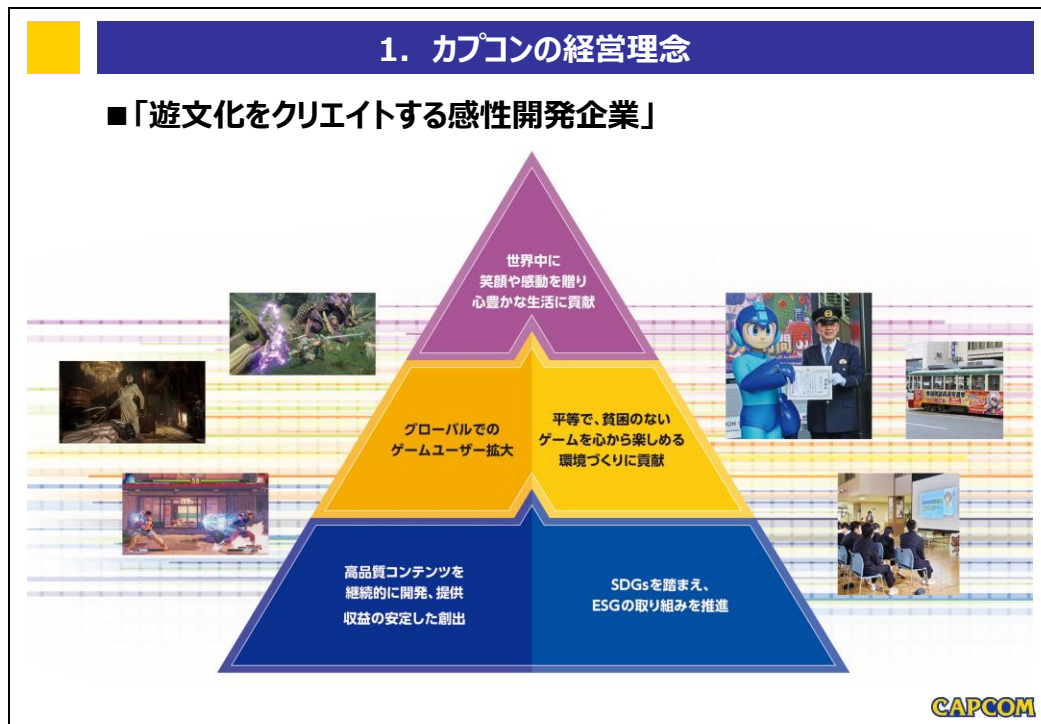 1. カプコンの経営理念
■「遊文化をクリエイトする感性開発企業」
世界中に
笑顔や感動を贈り
心豊かな生活に貢献
グローバルでの
ゲームユーザー拡大
平等で、貧困のない
ゲームを心から楽しめる
環境づくりに貢献
高品質コンテンツを
継続的に開発、提供
収益の安定した創出
SDGsを踏まえ、
ESGの取り組みを推進
58
CAPCOM